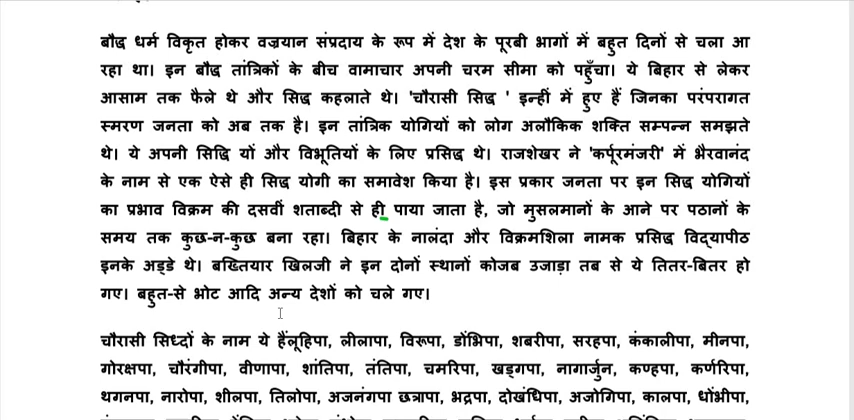 बौद्ध धर्म विकृत होकर वज्रयान संप्रदाय के रूप में देश के पूरबी भागों में बहुत दिनों से चला आ
रहा था। इन बौद्ध तांत्रिकों के बीच वामाचार अपनी चरम सीमा को पहुँचा। ये बिहार से लेकर
आसाम तक फैले थे और सिद्ध कहलाते थे। 'चौरासी सिद्ध ' इन्हीं में हुए हैं जिनका परंपरागत
स्मरण जनता को अब तक है। इन तांत्रिक योगियों को लोग अलौकिक शक्ति सम्पन्न समझते
थे। ये अपनी सिद्धि यों और विभूतियों के लिए प्रसिद्ध थे। राजशेखर ने 'कर्पूरमंजरी' में भैरवानंद
के नाम से एक ऐसे ही सिद्ध योगी का समावेश किया है। इस प्रकार जनता पर इन सिद्ध योगियों
का प्रभाव विक्रम की दसवीं शताब्दी से ही पाया जाता है, जो मुसलमानों के आने पर पठानों के
समय तक कुछ-न-कुछ बना रहा। बिहार के नालंदा और विक्रमशिला नामक प्रसिद्ध विद्यापीठ
इनके अड्डे थे। बख्तियार खिलजी ने इन दोनों स्थानों कोजब उजाड़ा तब से ये तितर-बितर हो
गए। बहुत-से भोट आदि अन्य देशों को चले गए।
चौरासी सिध्दों के नाम ये हैंलूहिपा, लीलापा, विरूपा, डोंभिपा, शबरीपा, सरहपा, कंकालीपा, मीनपा,
गोरक्षपा, चौरंगीपा, वीणापा, शांतिपा, तंतिपा, चमरिपा, खड्गपा, नागार्जुन, कण्हपा, कर्णरिपा,
थगनपा, नारोपा, शीलपा, तिलोपा, अजनंगपा छत्रापा, भद्रपा, दोखंधिपा, अजोगिपा, कालपा, धोंभीपा,